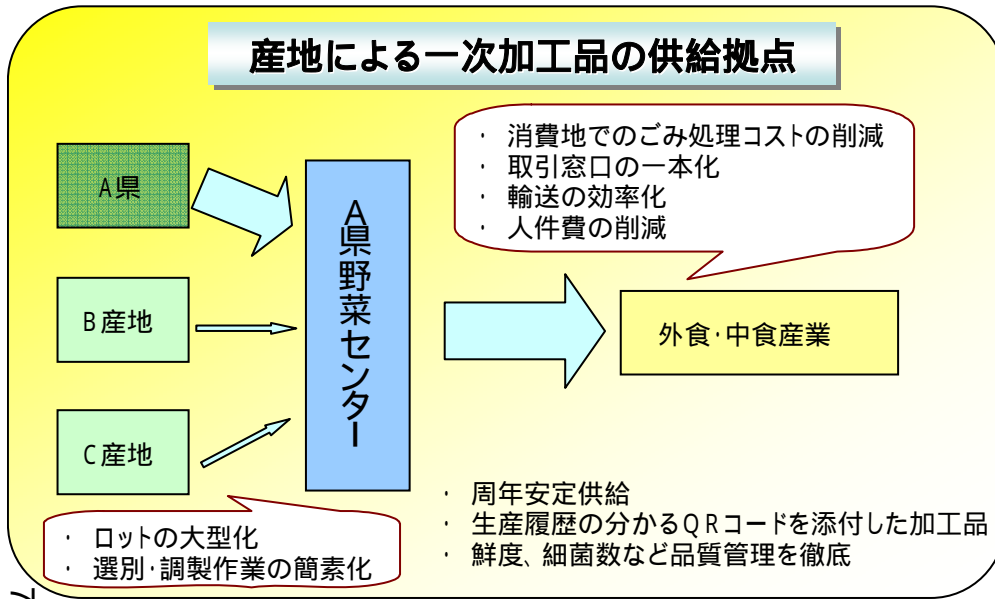 産地による一次加工品の供給拠点
・ 消費地でのごみ処理コストの削減
・ 取引窓口の一本化
・ 輸送の効率化
・ 人件費の削減
A県
B産地
C産地
A県野菜センター
外食・中食産業
・ ロットの大型化
・ 選別・調製作業の簡素化
・ 周年安定供給
・ 生産履歴の分かるQRコードを添付した加工品
・ 鮮度、細菌数など品質管理を徹底